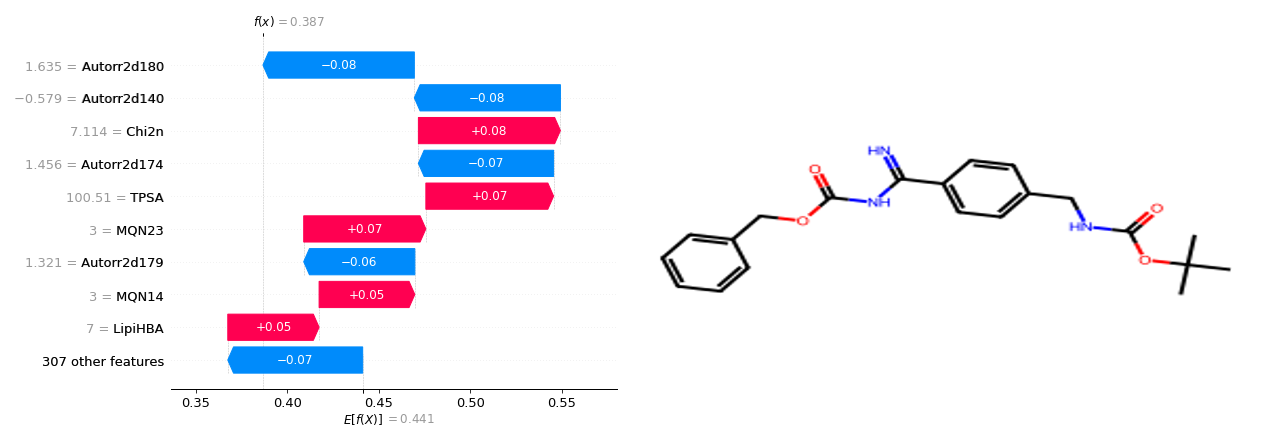 f(x) = 0.387
1.635 = Autorr2d180
−0.08
−0.579 = Autorr2d140
−0.08
7.114 = Chi2n
+0.08
1.456 = Autorr2d174
−0.07
100.51 = TPSA
+0.07
3 = MQN23
+0.07
1.321 = Autorr2d179
−0.06
3 = MQN14
+0.05
7 = LipiHBA
+0.05
307 other features
−0.07
0.35 0.40 0.45 0.50 0.55
E[f(X)] = 0.441
HN
O
NH
O
O
HN
O